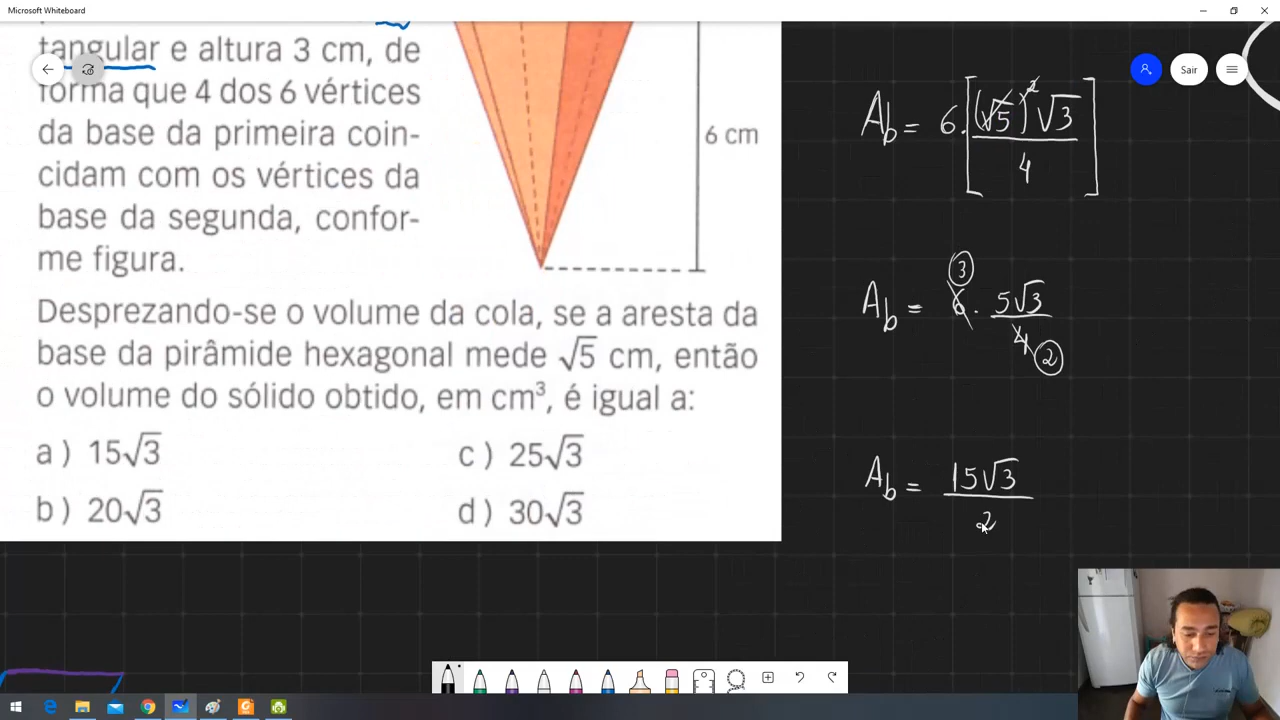 Microsoft Whiteboard
tangular e altura 3 cm, de
forma que 4 dos 6 vértices
da base da primeira coin-
cidam com os vértices da
base da segunda, confor-
me figura.
6 cm
Desprezando-se o volume da cola, se a aresta da
base da pirâmide hexagonal mede √5 cm, então
o volume do sólido obtido, em cm³, é igual a:
a ) 15√3
c ) 25√3
b ) 20√3
d ) 30√3
Sair
Ab = 6.[(√5)²√3/4]
Ab = 6 3 . 5√3/4 2
Ab = 15√3/2